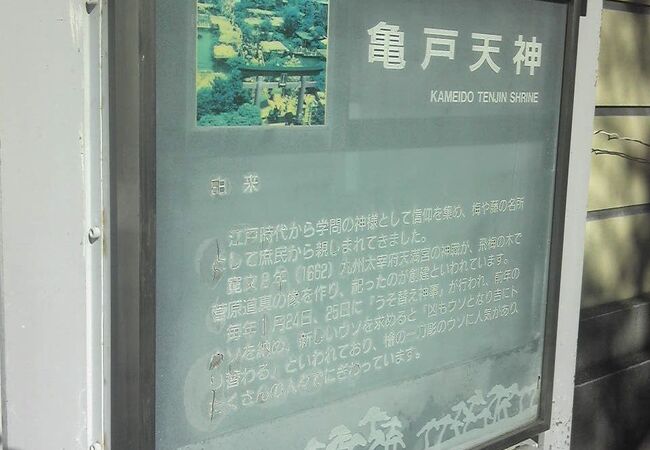 亀戸天神
KAMEIDO TENJIN SHRINE
由 来
江戸時代から学問の神様として信仰を集め、梅や藤の名所
として庶民から親しまれてきました。
寛文2年(1662)九州太宰府天満宮の神官が、飛梅の木で
菅原道真の像を作り、祀ったのが創建といわれています。
毎年1月24日、25日に「うそ替え神事」が行われ、前年の
ウソを納め、新しいウソを求めると「凶もウソとなり吉にト
リ替わる」といわれており、檜の一刀彫のウソに人気があり
たくさんの人々でにぎわっています。